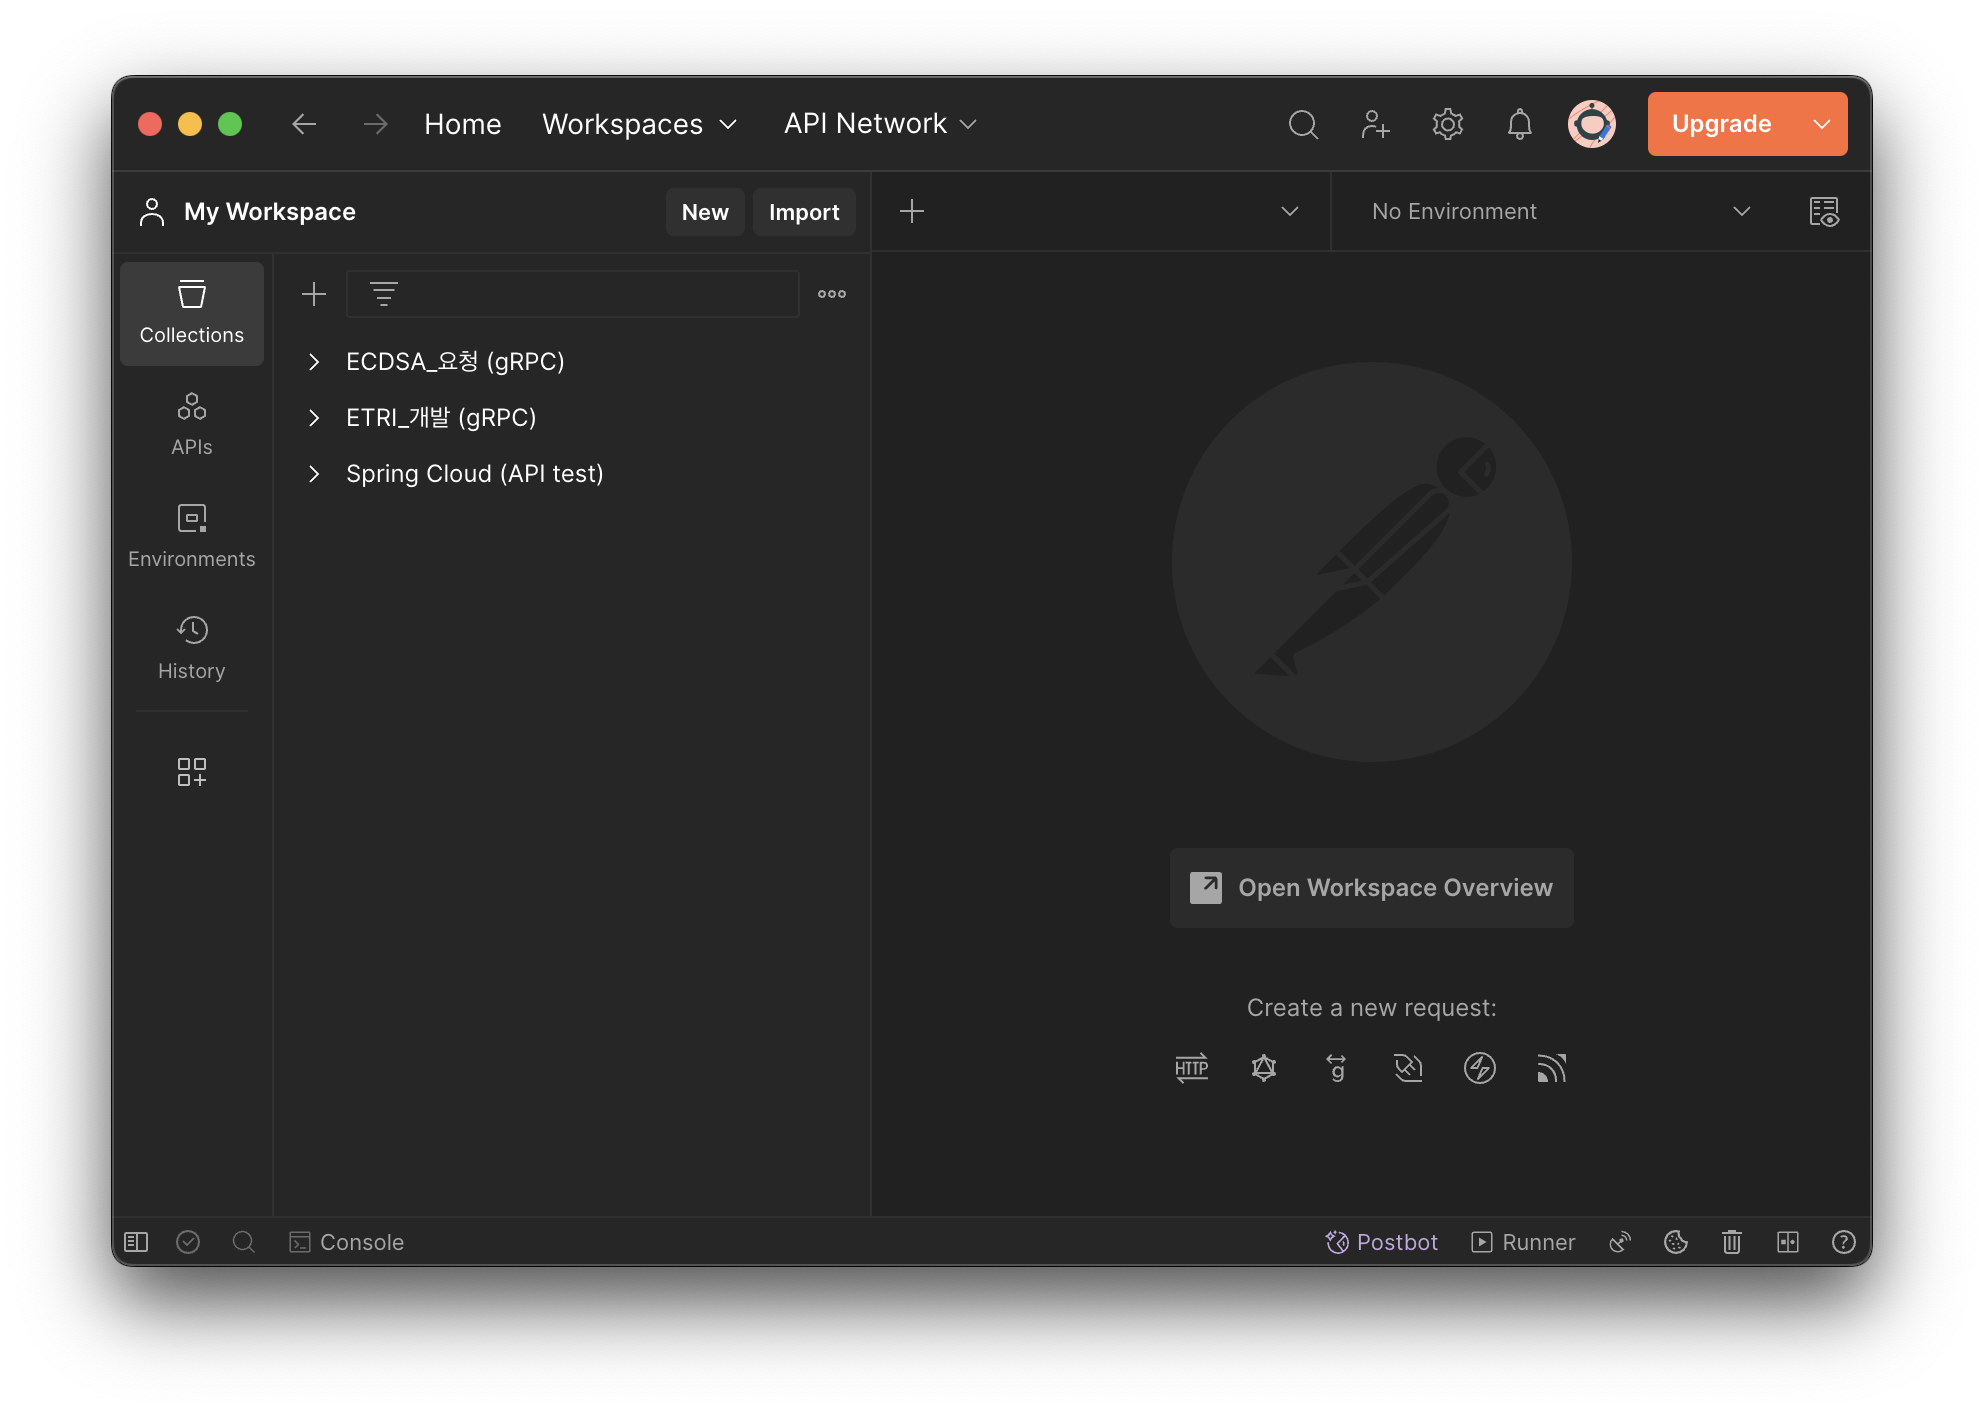 Home
Workspaces
API Network
Upgrade
My Workspace
New
Import
No Environment
Collections
APIs
Environments
History
ECDSA_요청 (gRPC)
ETRI_개발 (gRPC)
Spring Cloud (API test)
Open Workspace Overview
Create a new request:
HTTP
g
Console
Postbot
Runner